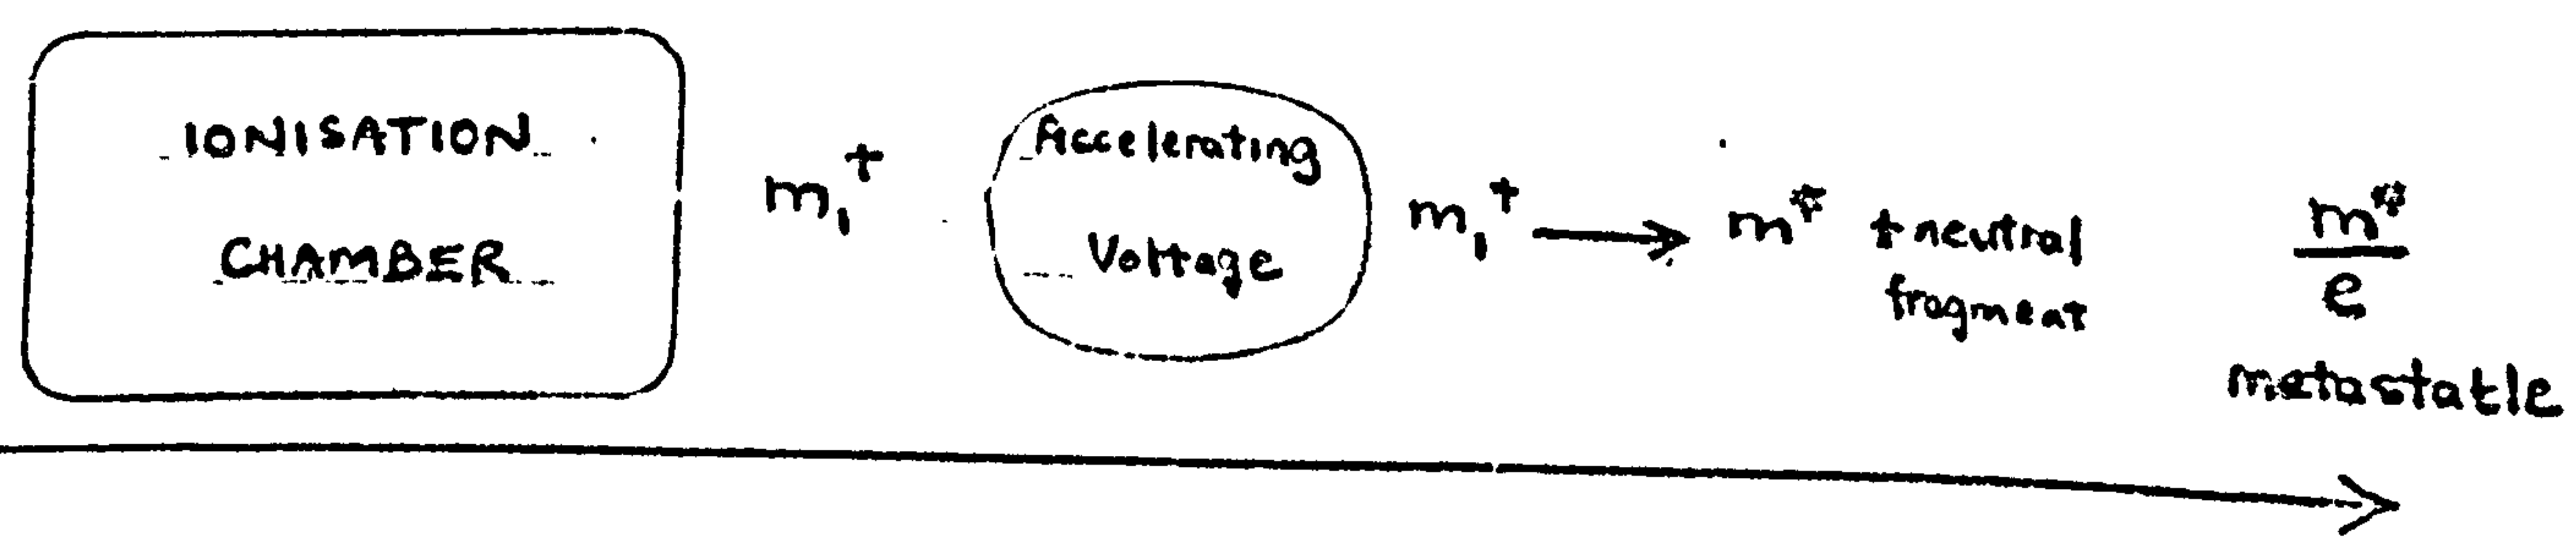 IONISATION
CHAMBER
m₁⁺
Accelerating
Voltage
m₁⁺ → m⁺ + neutral
fragment
m*
e
metastable